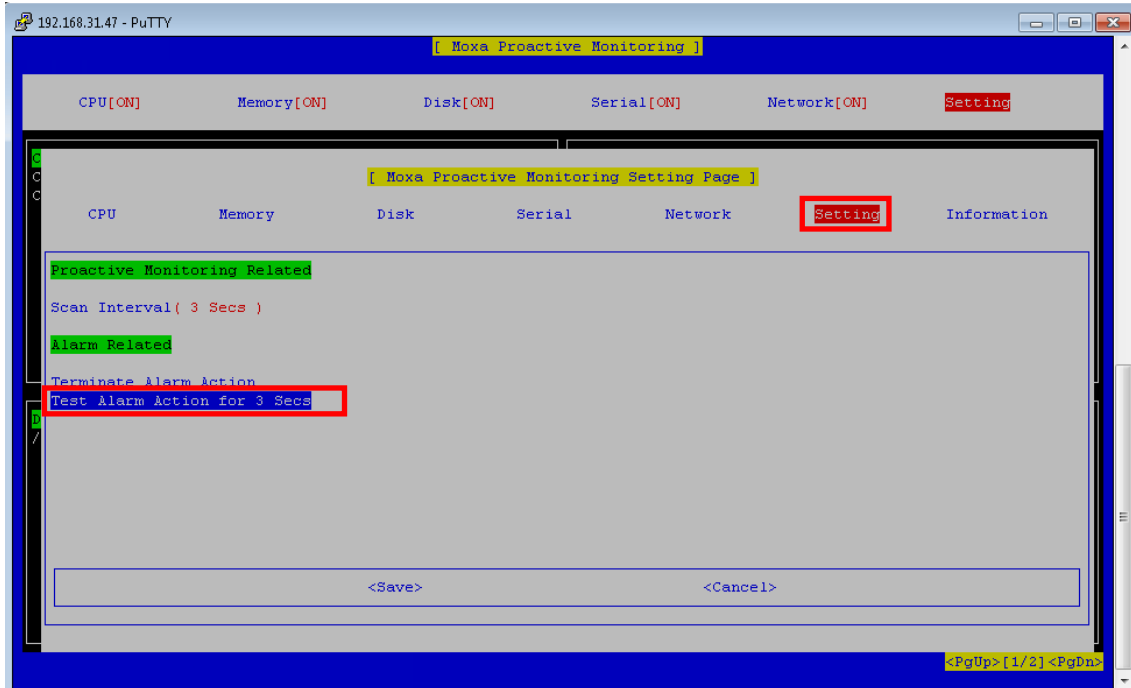 192.168.31.47 - PuTTY
[ Moxa Proactive Monitoring ]
CPU[ON] Memory[ON] Disk[ON] Serial[ON] Network[ON] Setting
C
C
C
[ Moxa Proactive Monitoring Setting Page ]
CPU Memory Disk Serial Network Setting Information
Proactive Monitoring Related
Scan Interval( 3 Secs )
Alarm Related
Terminate Alarm Action
Test Alarm Action for 3 Secs
D
/
<Save> <Cancel>
<PgUp>[1/2]<PgDn>